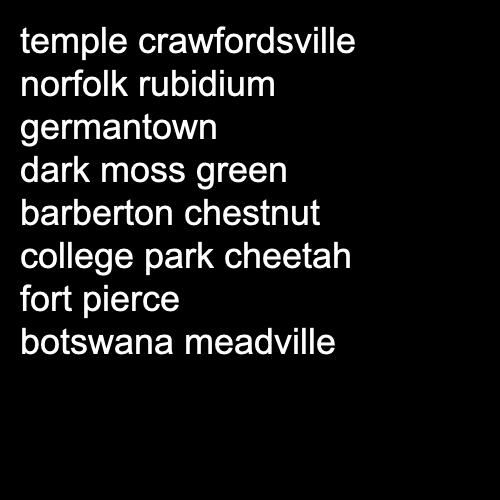 temple crawfordsville
norfolk rubidium
germantown
dark moss green
barberton chestnut
college park cheetah
fort pierce
botswana meadville